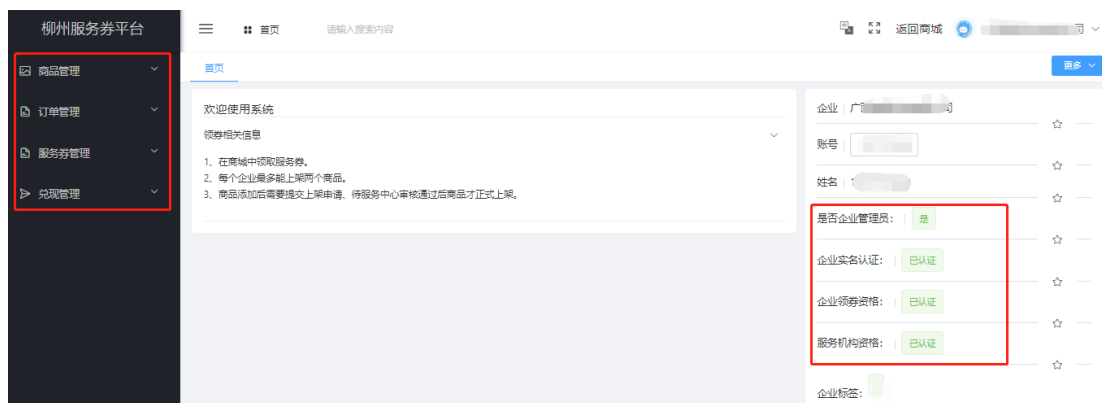 柳州服务券平台
首页
请输入搜索内容
返回商城
司
商品管理
订单管理
服务券管理
兑现管理
首页
更多
欢迎使用系统
领券相关信息
1、在商城中领取服务券。
2、每个企业最多能上架两个商品。
3、商品添加后需要提交上架申请、待服务中心审核通过后商品才正式上架。
企业 广 司
账号
姓名
是否企业管理员: 是
企业实名认证: 已认证
企业领券资格: 已认证
服务机构资格: 已认证
企业标签: